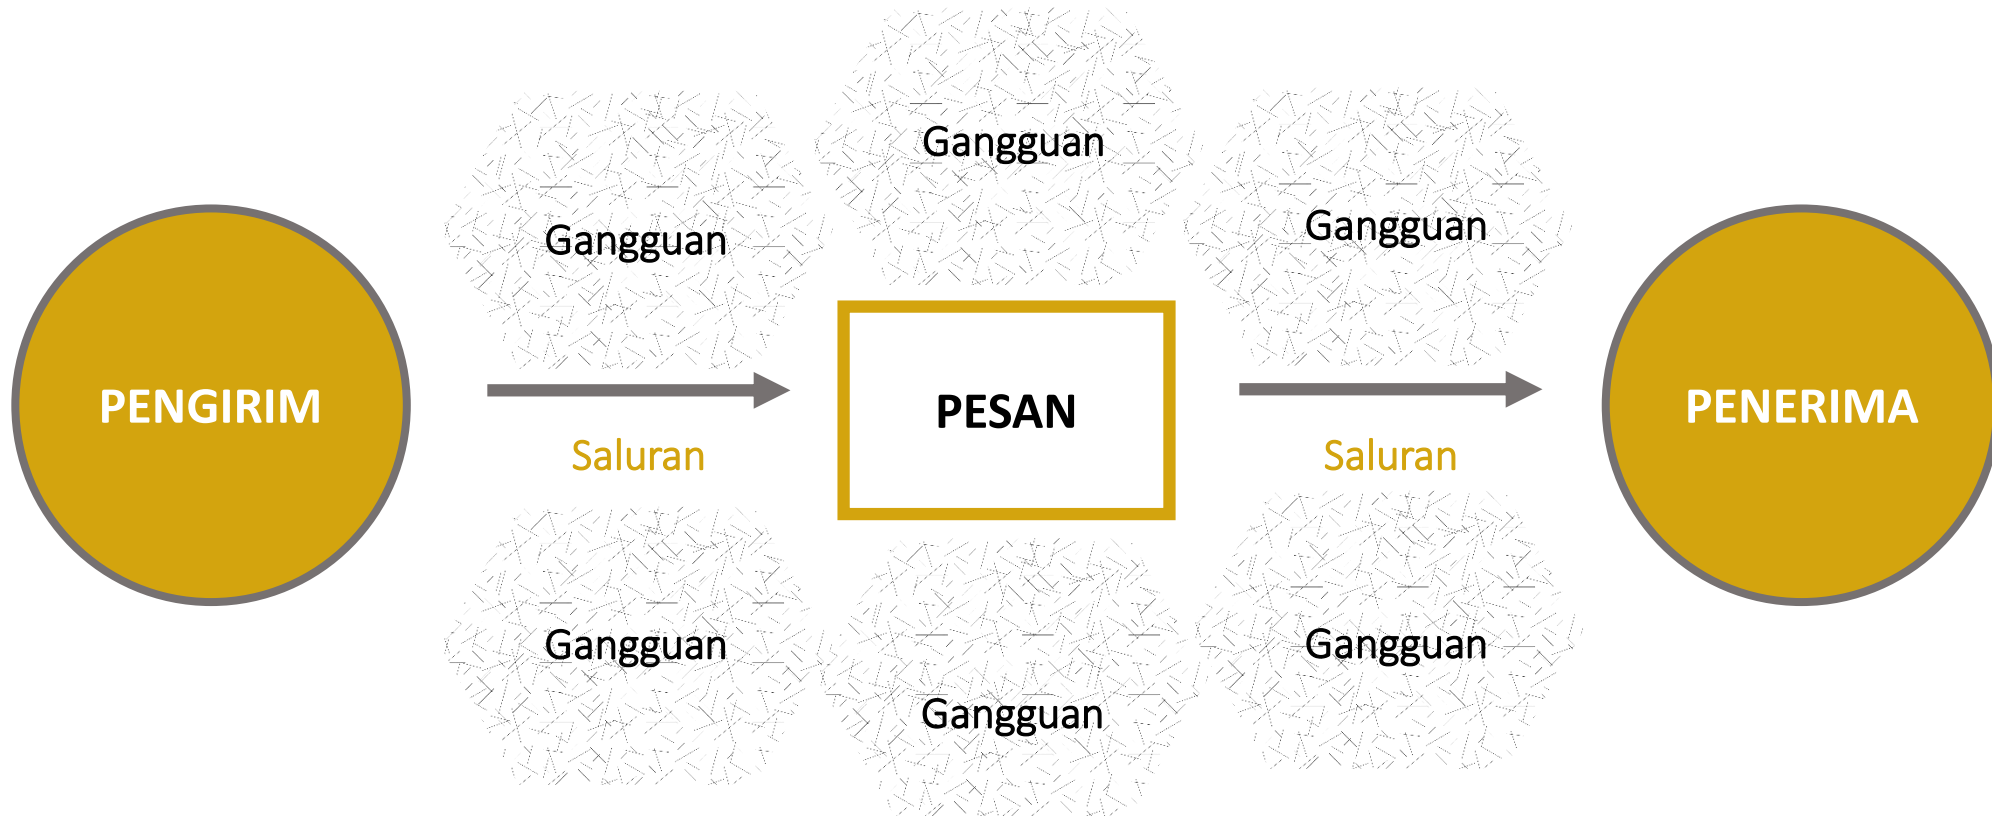 Gangguan
Gangguan
Gangguan
PENGIRIM
Saluran
PESAN
Saluran
PENERIMA
Gangguan
Gangguan
Gangguan